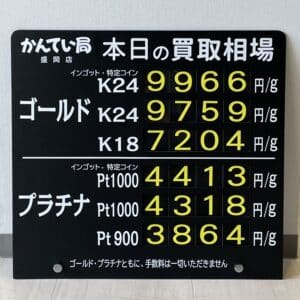 かんてい局 本日の買取相場
盛岡店
インゴット・特定コイン
K24 9966 円/g
ゴールド K24 9759 円/g
K18 7204 円/g
インゴット・特定コイン
Pt1000 4413 円/g
プラチナ Pt1000 4318 円/g
Pt900 3864 円/g
ゴールド・プラチナともに、手数料は一切いただきません